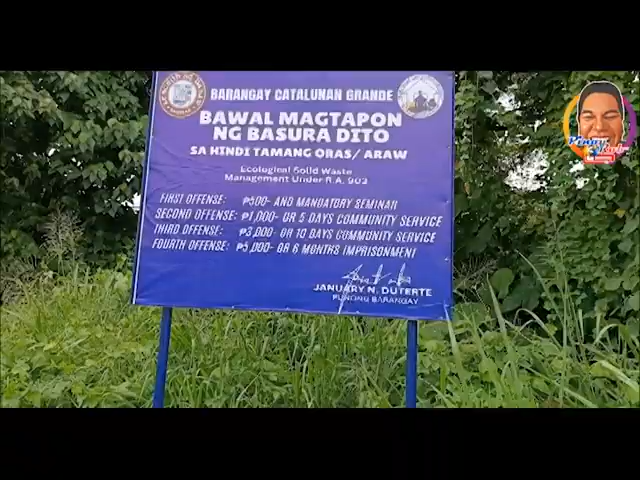 BARANGAY CATALUNAN GRANDE
BAWAL MAGTAPON
NG BASURA DITO
SA HINDI TAMANG ORAS/ ARAW
Ecological Solid Waste
Management Under R.A. 903
FIRST OFFENSE: ₱500- AND MANDATORY SEMINAR
SECOND OFFENSE: ₱1,000- OR 5 DAYS COMMUNITY SERVICE
THIRD OFFENSE: ₱3,000- OR 10 DAYS COMMUNITY SERVICE
FOURTH OFFENSE: ₱5,000- OR 6 MONTHS IMPRISONMENT
JANUARY N. DUTERTE
PUNONG BARANGAY